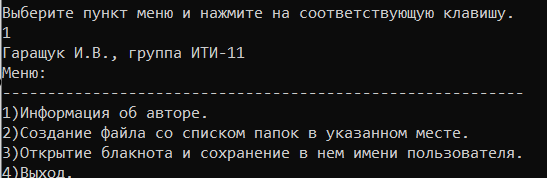 Выберите пункт меню и нажмите на соответствующую клавишу.
1
Гаращук И.В., группа ИТИ-11
Меню:
-----------------------------------------------------------
1)Информация об авторе.
2)Создание файла со списком папок в указанном месте.
3)Открытие блакнота и сохранение в нем имени пользователя.
4)Выход.